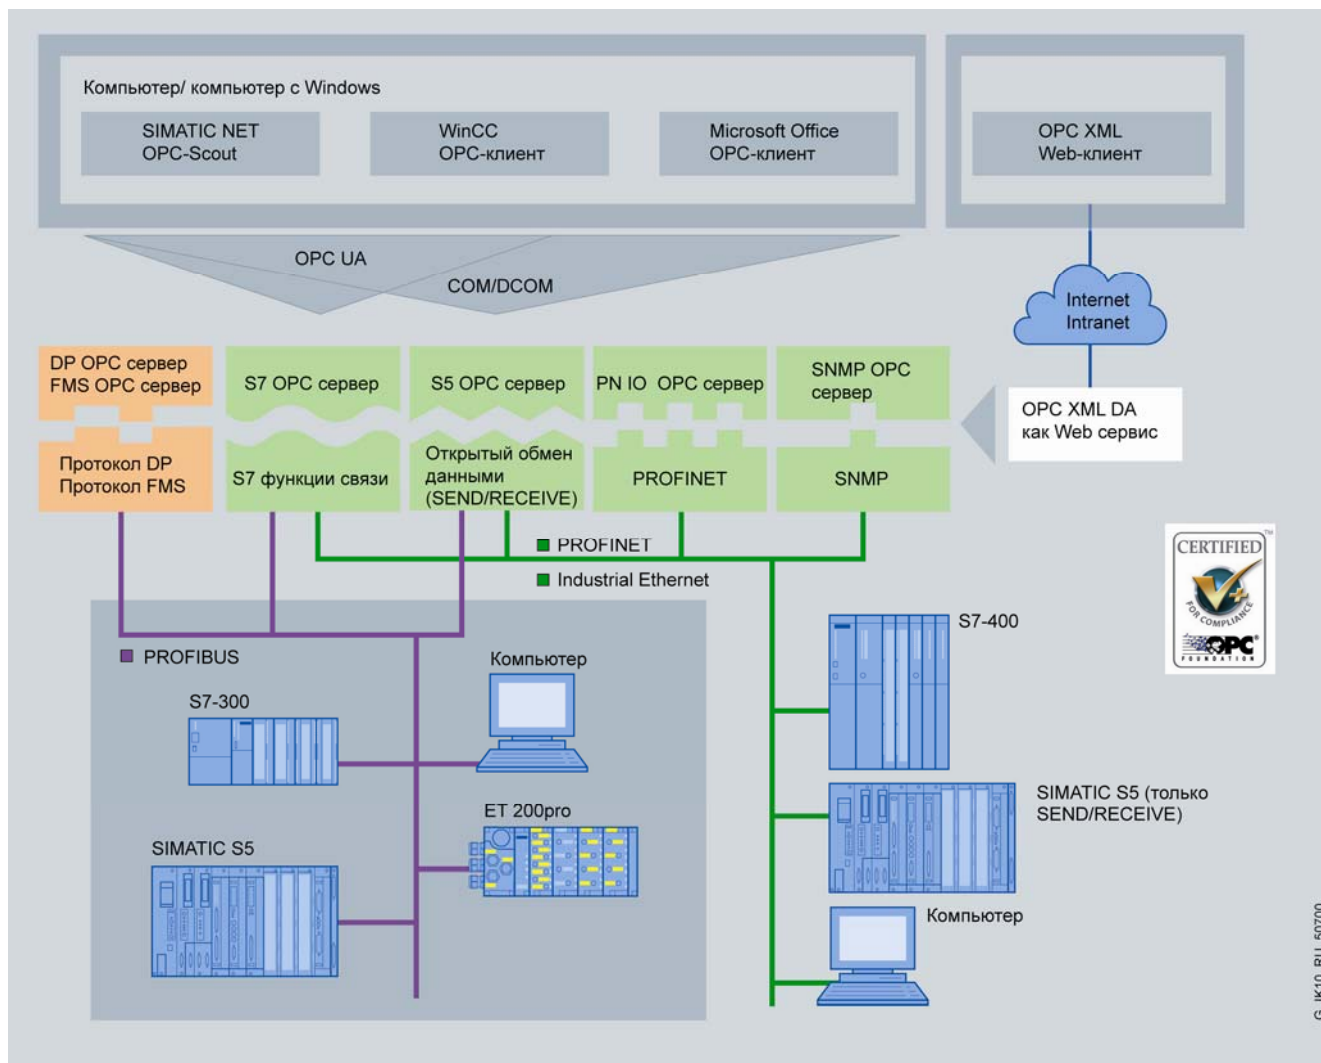 Компьютер/ компьютер с Windows
SIMATIC NET
OPC-Scout
WinCC
OPC-клиент
Microsoft Office
OPC-клиент
OPC XML
Web-клиент
OPC UA
COM/DCOM
Internet
Intranet
DP OPC сервер
FMS OPC сервер
S7 OPC сервер
S5 OPC сервер
PN IO OPC сервер
SNMP OPC
сервер
OPC XML DA
как Web сервис
Протокол DP
Протокол FMS
S7 функции связи
Открытый обмен
данными
(SEND/RECEIVE)
PROFINET
SNMP
PROFINET
Industrial Ethernet
CERTIFIED
TM
V+
FOR COMPLIANCE
OPC
FOUNDATION
PROFIBUS
S7-300
Компьютер
S7-400
ET 200pro
SIMATIC S5
SIMATIC S5 (только
SEND/RECEIVE)
Компьютер
G_IK10_RU_50700